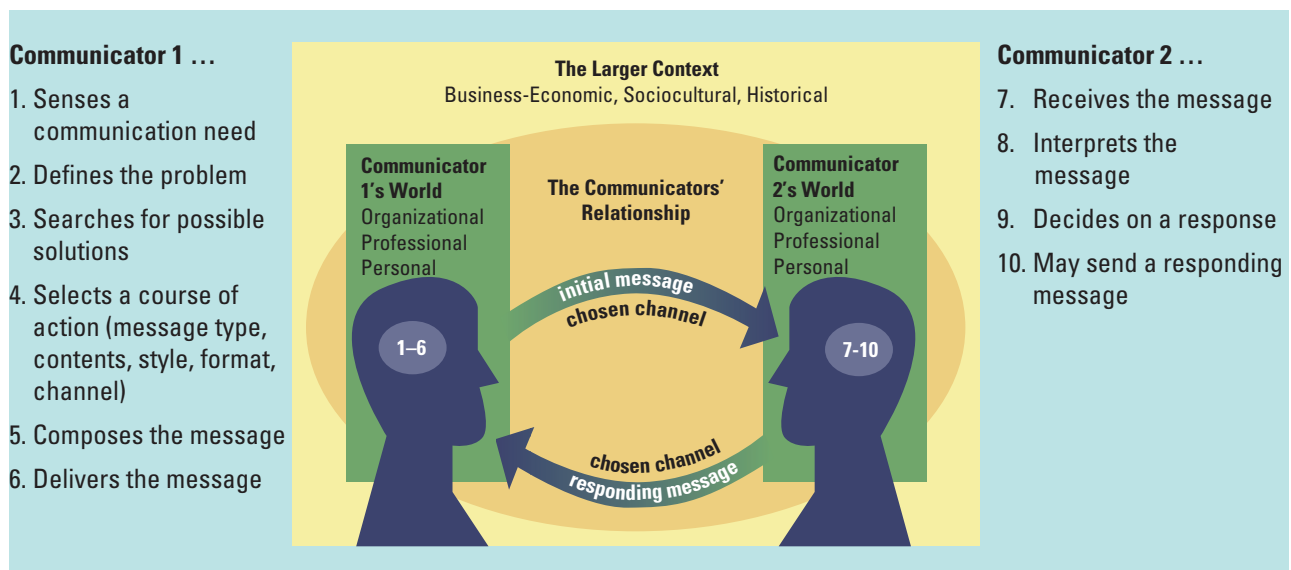 Communicator 1 …
1. Senses a
communication need
2. Defines the problem
3. Searches for possible
solutions
4. Selects a course of
action (message type,
contents, style, format,
channel)
5. Composes the message
6. Delivers the message
The Larger Context
Business-Economic, Sociocultural, Historical
Communicator
1's World
Organizational
Professional
Personal
The Communicators'
Relationship
Communicator
2's World
Organizational
Professional
Personal
initial message
chosen channel
1–6
7-10
chosen channel
responding message
Communicator 2 …
7. Receives the message
8. Interprets the
message
9. Decides on a response
10. May send a responding
message